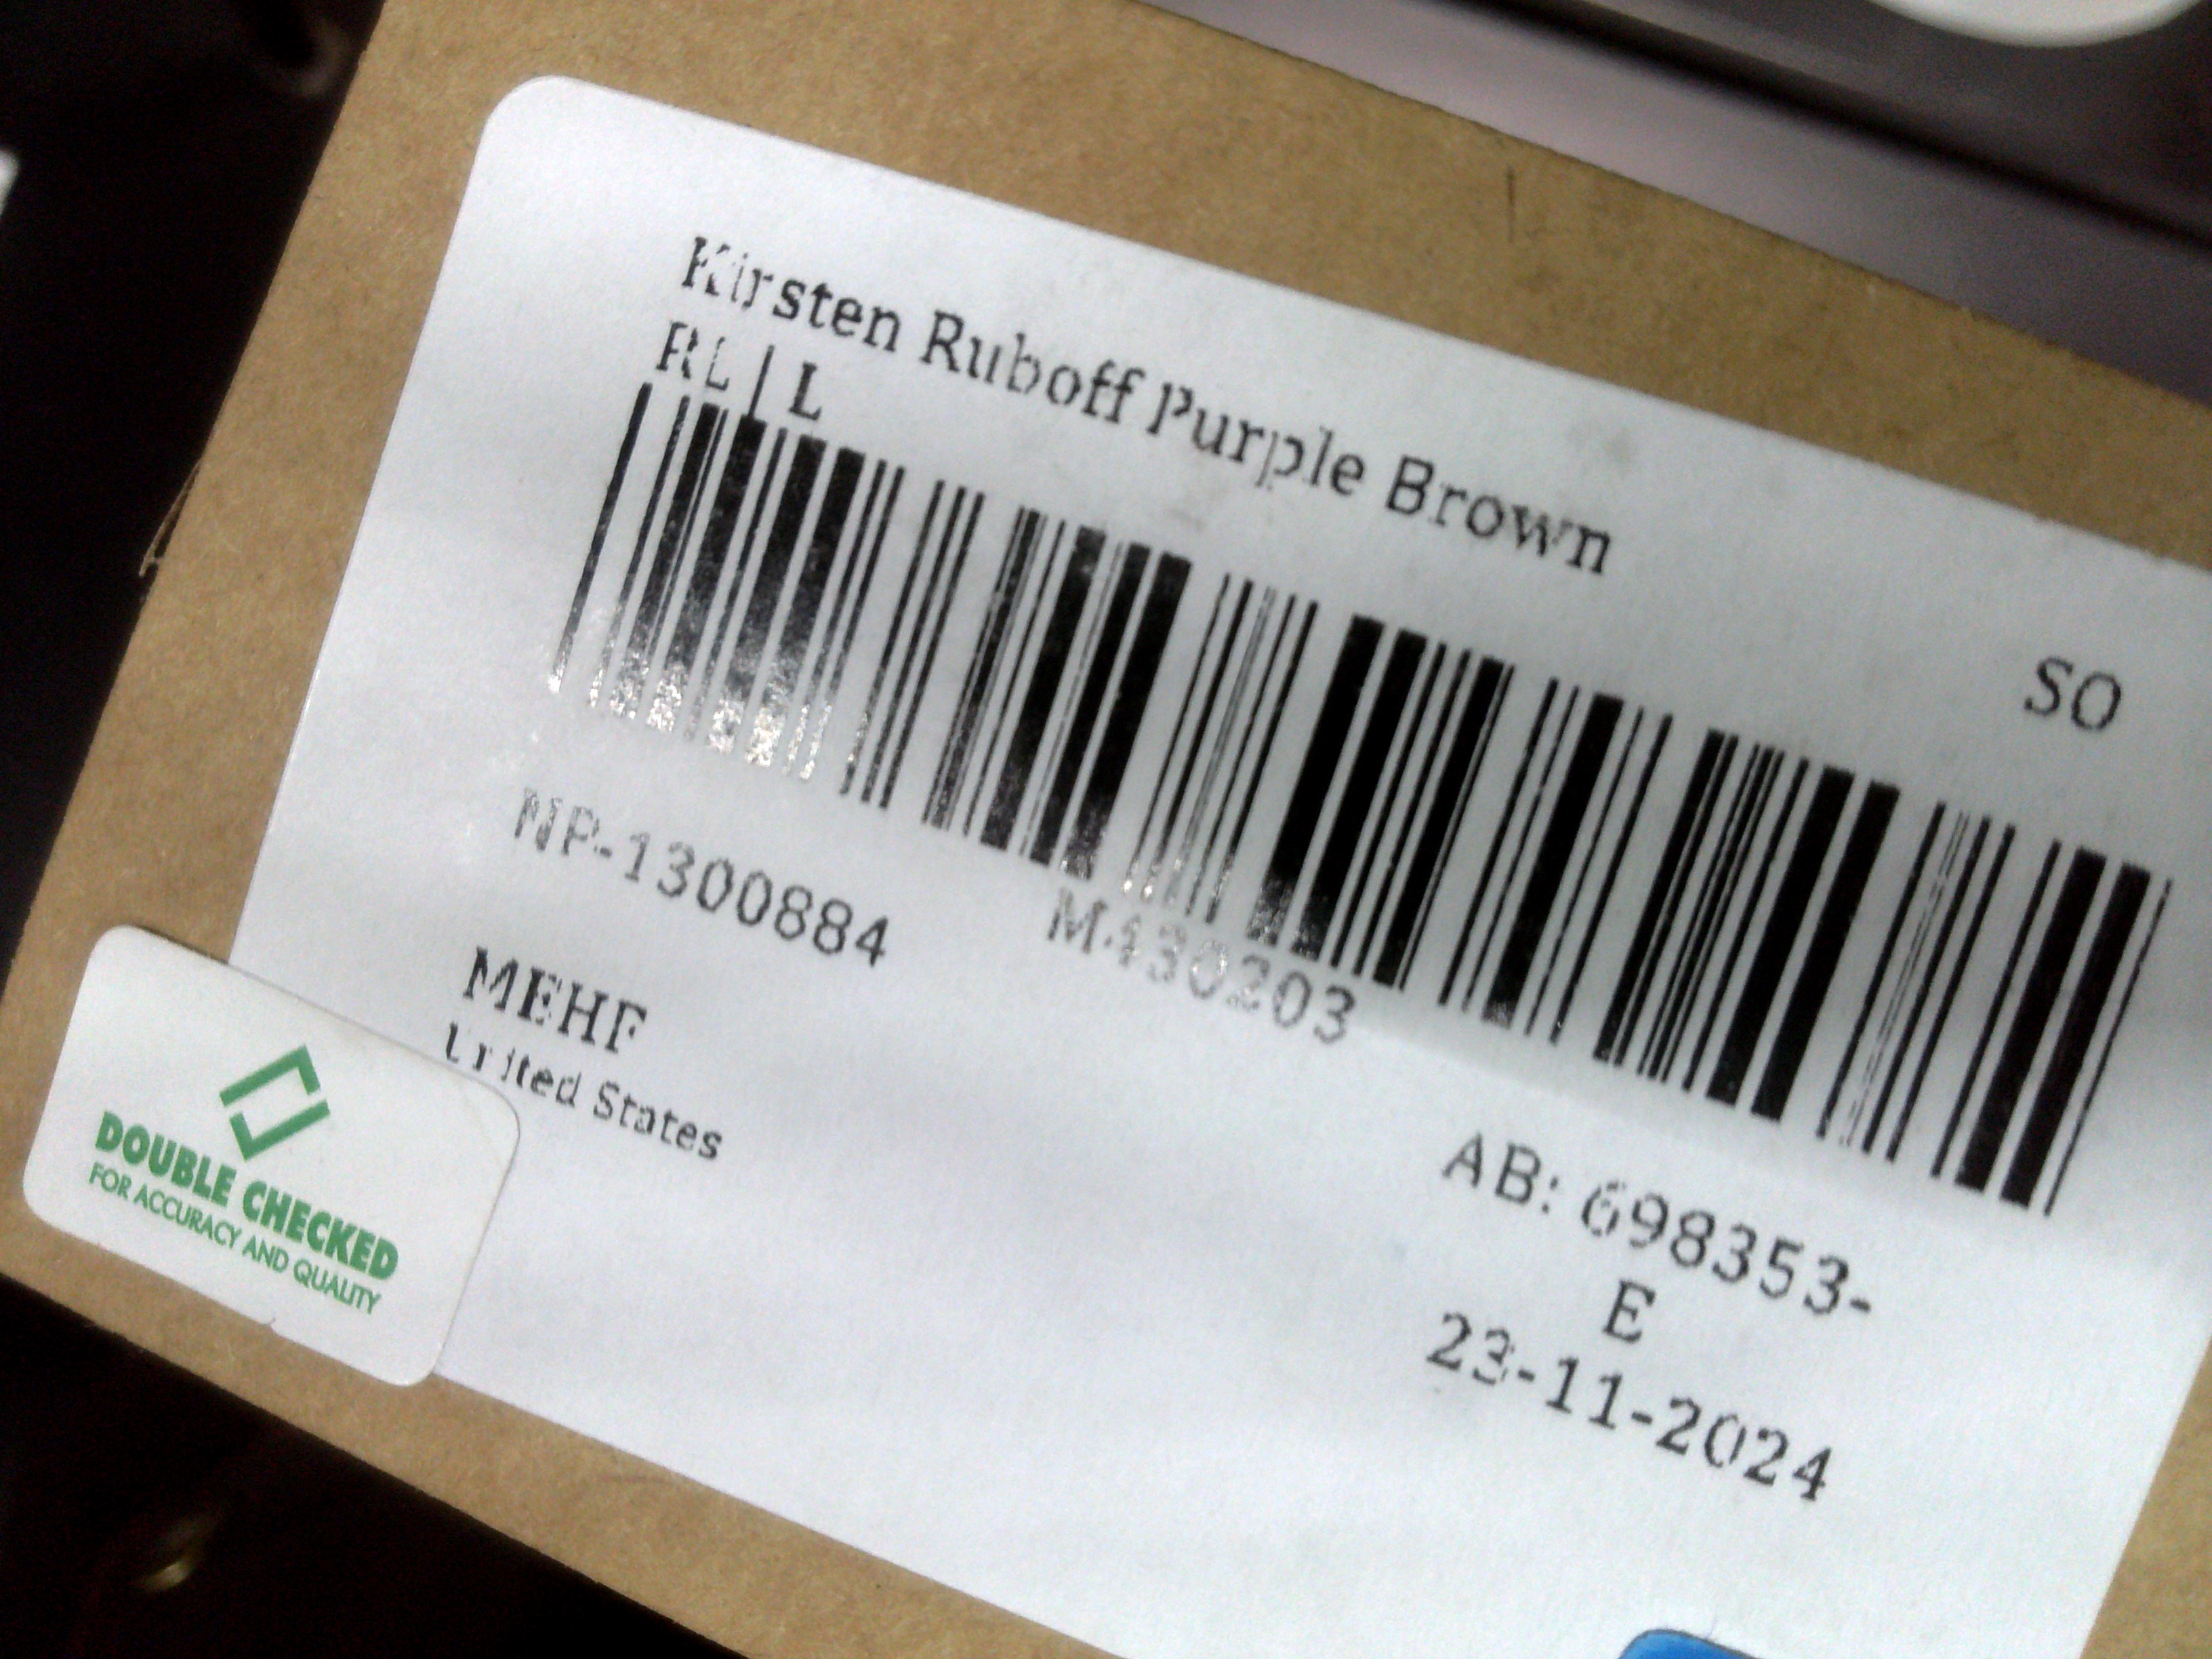 Kirsten Ruboff Purple Brown
RL | L
SO
NP-1300884
M430203
MEHF
United States
AB: 698353-
E
23-11-2024
DOUBLE CHECKED
FOR ACCURACY AND QUALITY